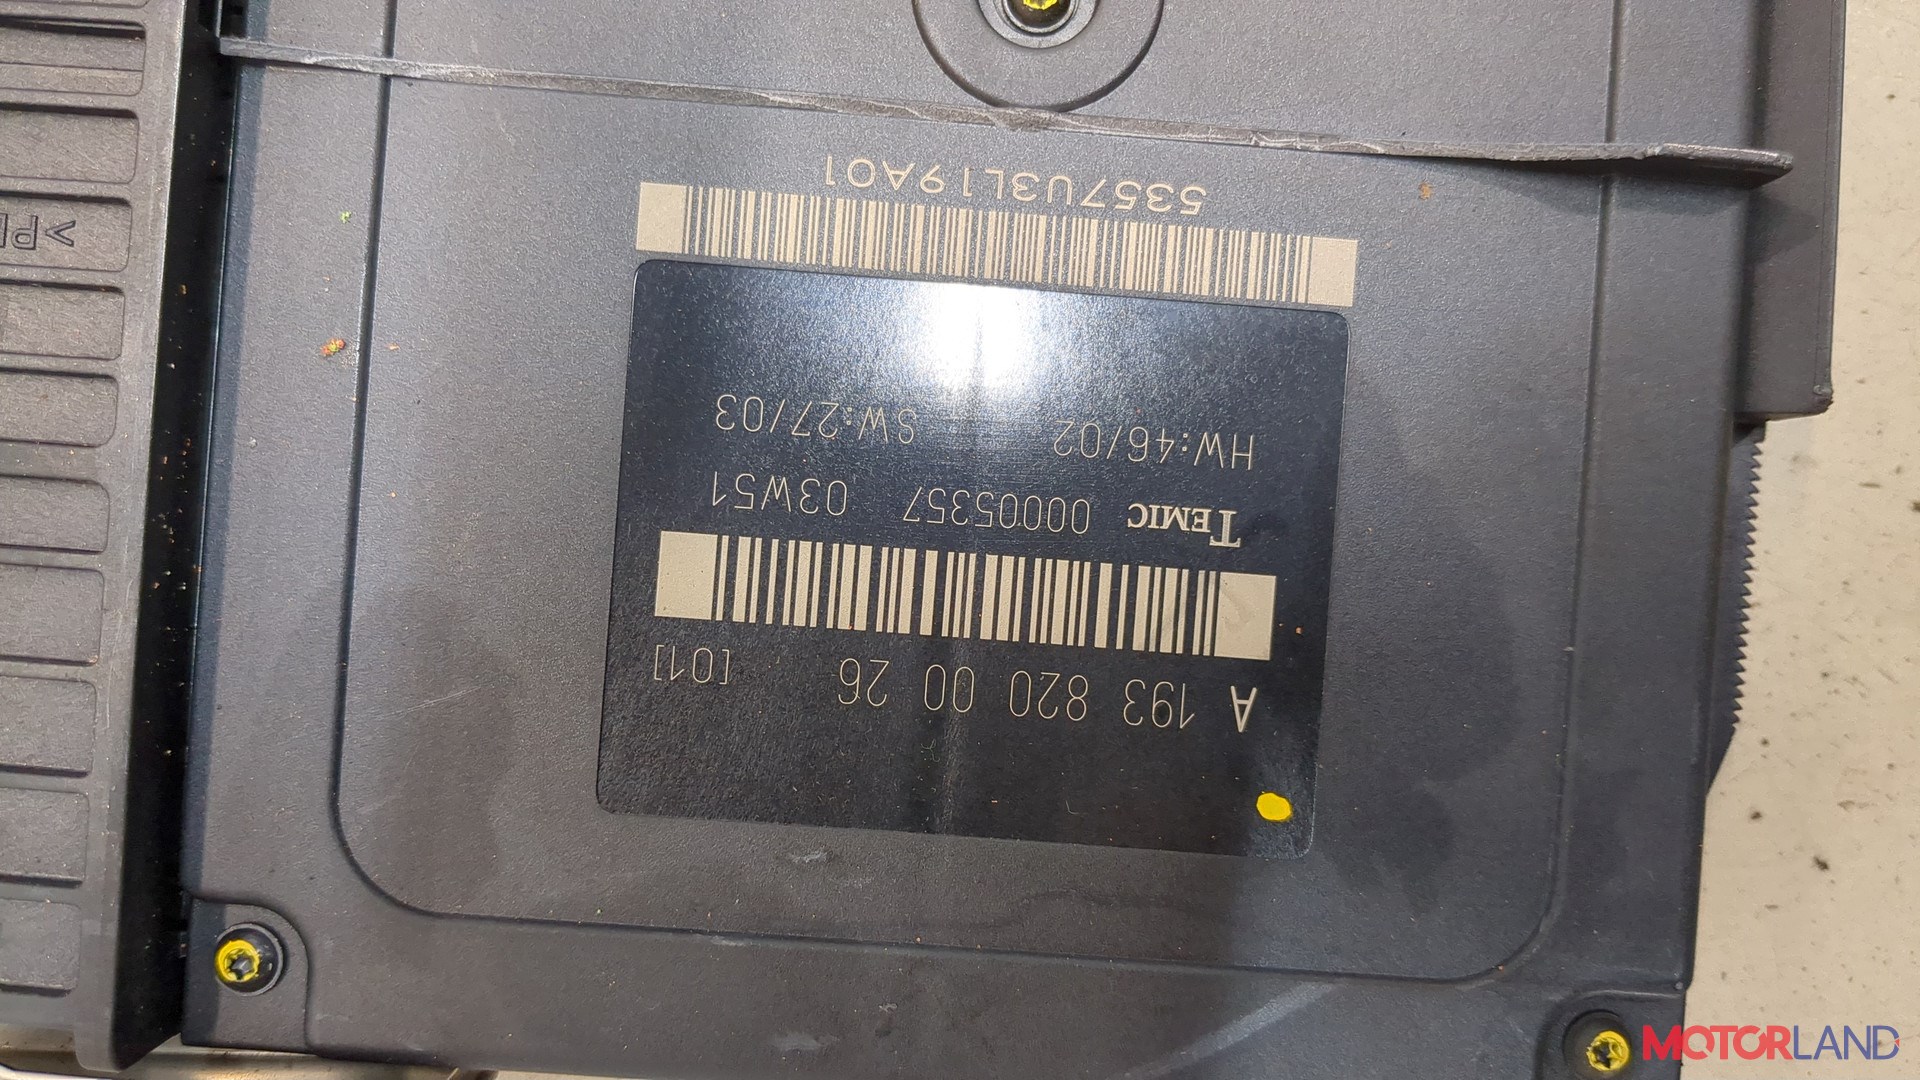 A 193 820 00 26 [01]
TEMIC 00005357 03W51
HW:46/02 SW:27/03
5357U3L19A01
MOTORLAND